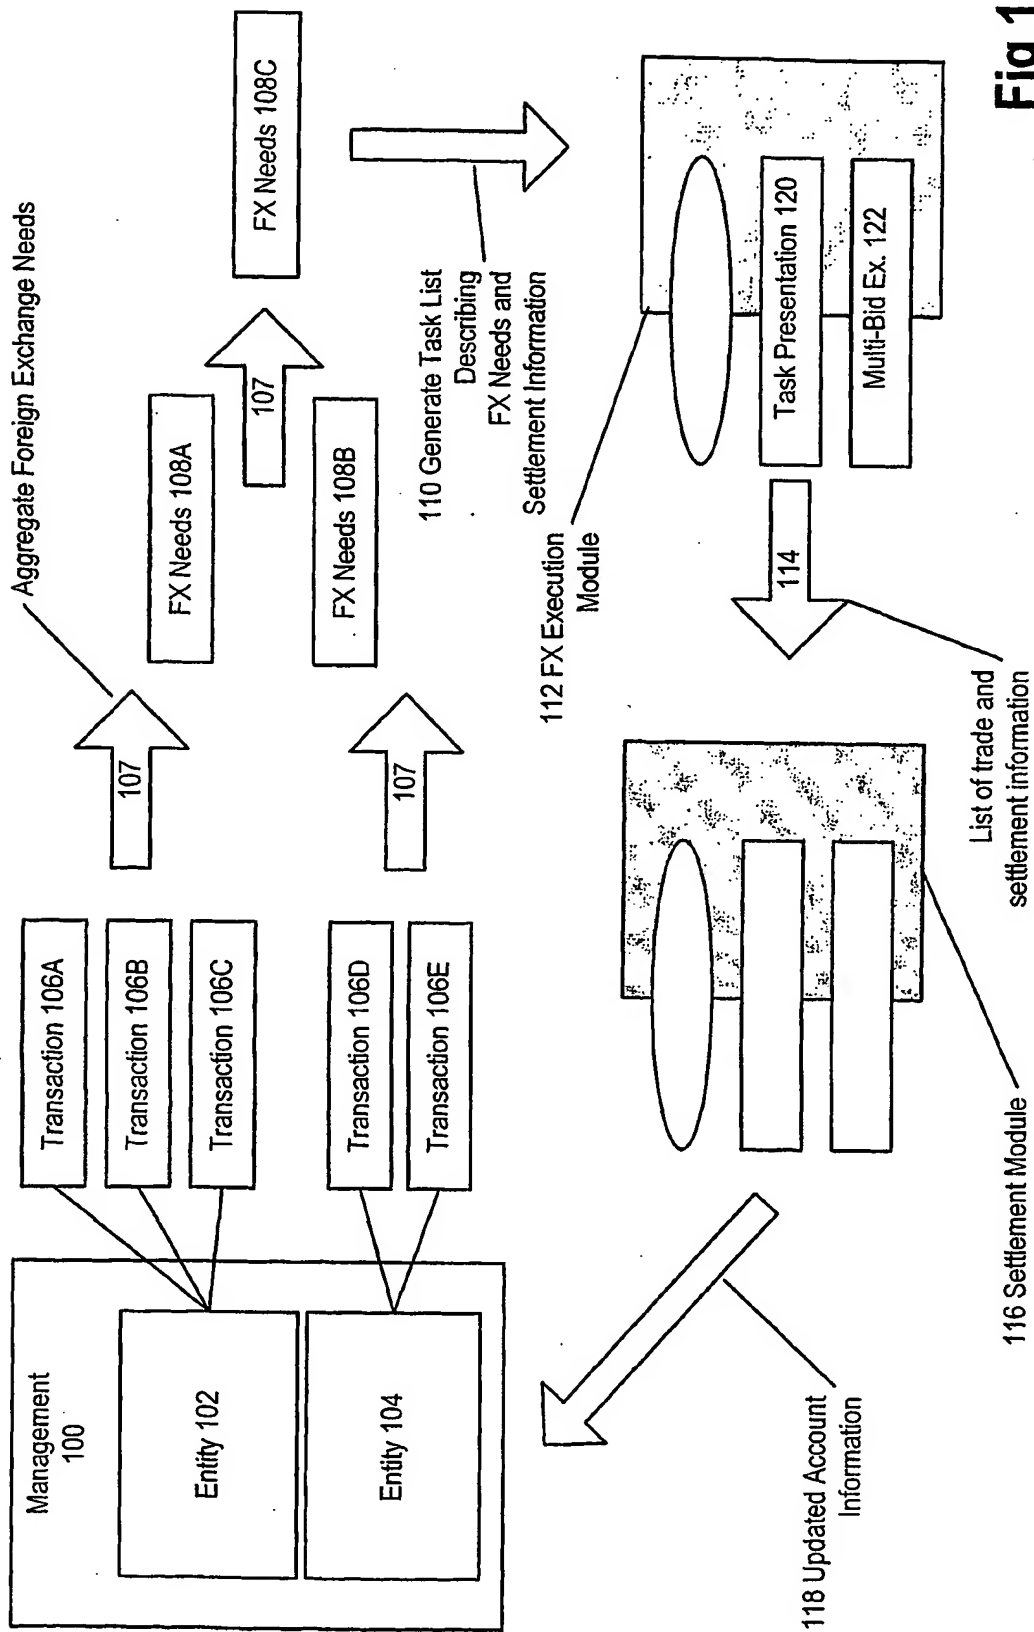 Management
100
Entity 102
Entity 104
Transaction 106A
Transaction 106B
Transaction 106C
Transaction 106D
Transaction 106E
Aggregate Foreign Exchange Needs
107
107
FX Needs 108A
FX Needs 108B
107
FX Needs 108C
110 Generate Task List
Describing
FX Needs and
Settlement Information
112 FX Execution
Module
Task Presentation 120
Multi-Bid Ex. 122
114
List of trade and
settlement information
116 Settlement Module
118 Updated Account
Information
Fig 1